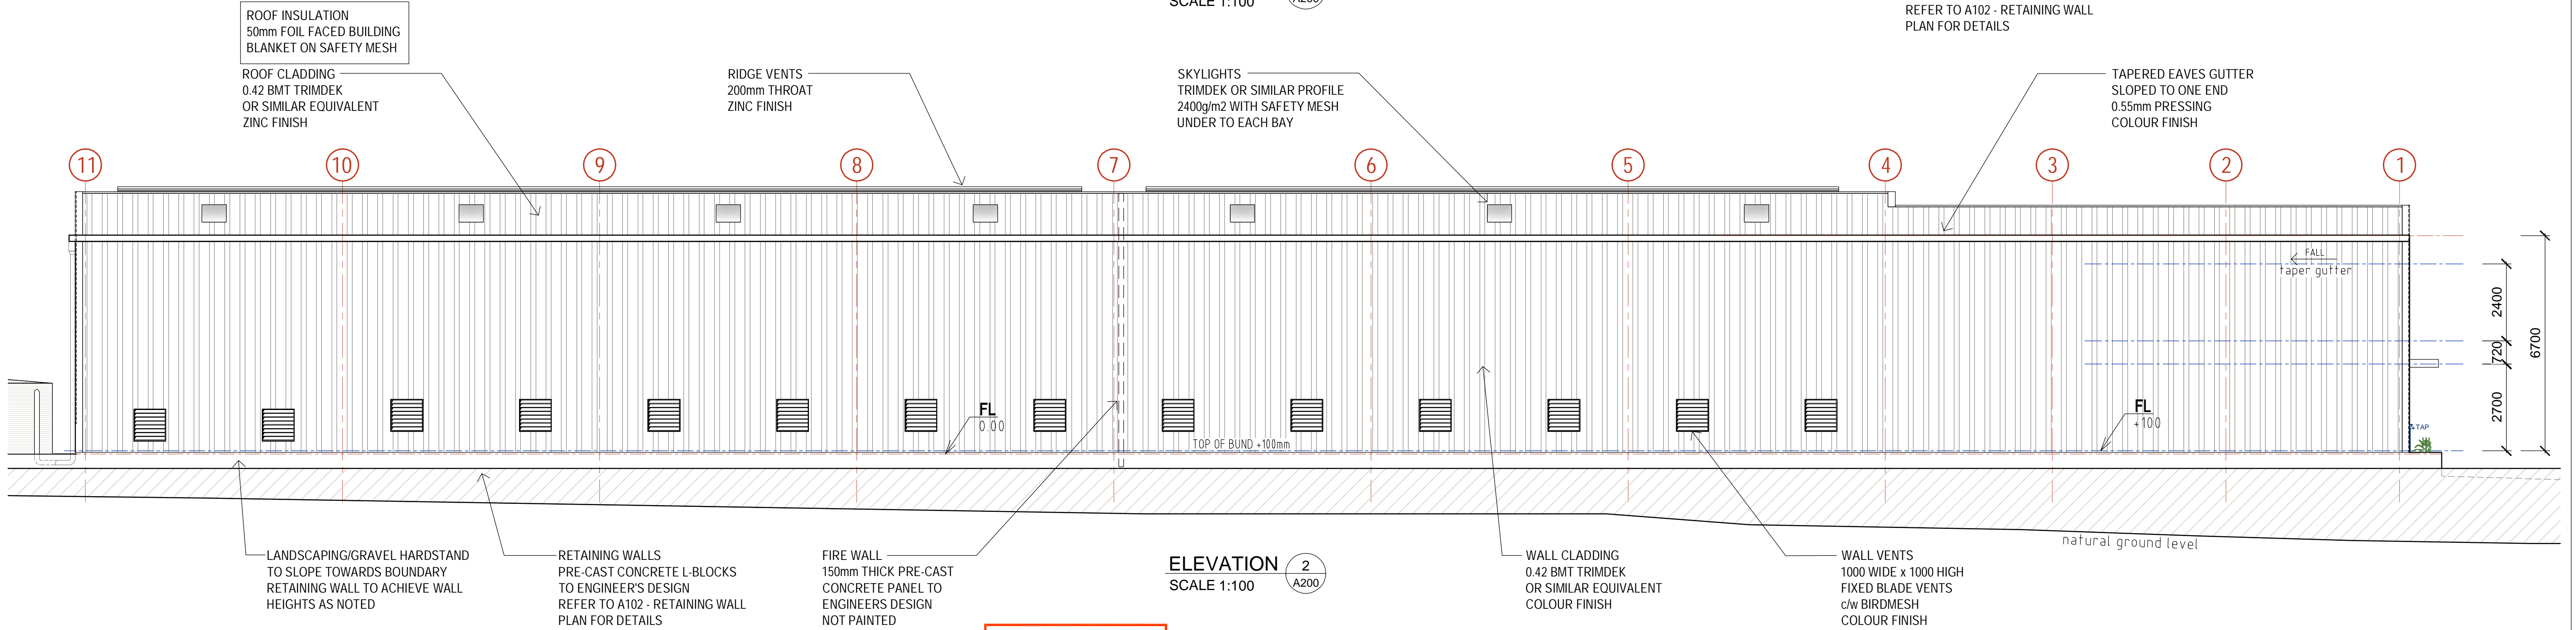 SCALE 1:100
A200
REFER TO A102 - RETAINING WALL
PLAN FOR DETAILS
ROOF INSULATION
50mm FOIL FACED BUILDING
BLANKET ON SAFETY MESH
ROOF CLADDING
0.42 BMT TRIMDEK
OR SIMILAR EQUIVALENT
ZINC FINISH
RIDGE VENTS
200mm THROAT
ZINC FINISH
SKYLIGHTS
TRIMDEK OR SIMILAR PROFILE
2400g/m2 WITH SAFETY MESH
UNDER TO EACH BAY
TAPERED EAVES GUTTER
SLOPED TO ONE END
0.55mm PRESSING
COLOUR FINISH
11
10
9
8
7
6
5
4
3
2
1
FALL
taper gutter
2400
720
2700
6700
FL
0.00
TOP OF BUND +100mm
FL
+100
TAP
natural ground level
LANDSCAPING/GRAVEL HARDSTAND
TO SLOPE TOWARDS BOUNDARY
RETAINING WALL TO ACHIEVE WALL
HEIGHTS AS NOTED
RETAINING WALLS
PRE-CAST CONCRETE L-BLOCKS
TO ENGINEER'S DESIGN
REFER TO A102 - RETAINING WALL
PLAN FOR DETAILS
FIRE WALL
150mm THICK PRE-CAST
CONCRETE PANEL TO
ENGINEERS DESIGN
NOT PAINTED
ELEVATION 2
SCALE 1:100 A200
WALL CLADDING
0.42 BMT TRIMDEK
OR SIMILAR EQUIVALENT
COLOUR FINISH
WALL VENTS
1000 WIDE x 1000 HIGH
FIXED BLADE VENTS
c/w BIRDMESH
COLOUR FINISH